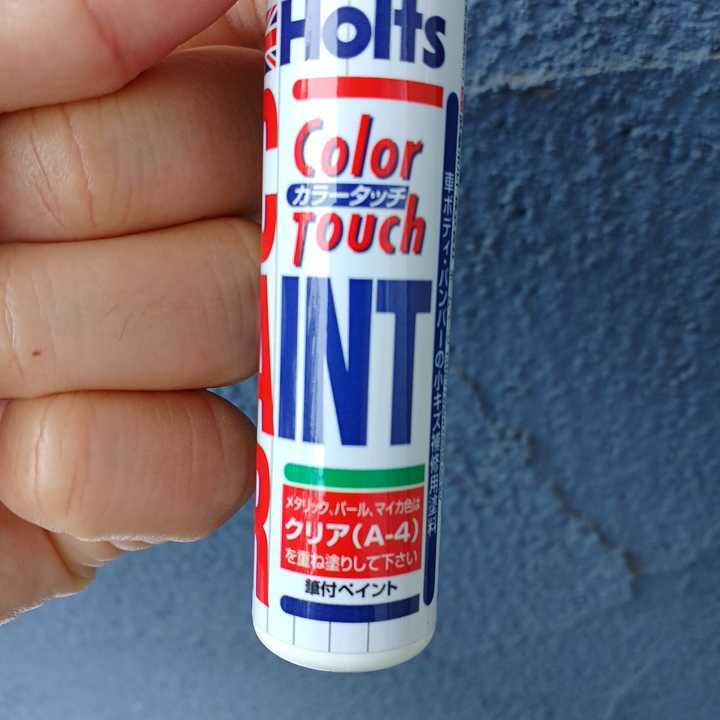 Holts
Color
カラータッチ
Touch
INT
メタリック、パール、マイカ色は
クリア(A-4)
を重ね塗りして下さい
筆付ペイント
CAR
車ボディ・バンパーの小キズ補修用塗料